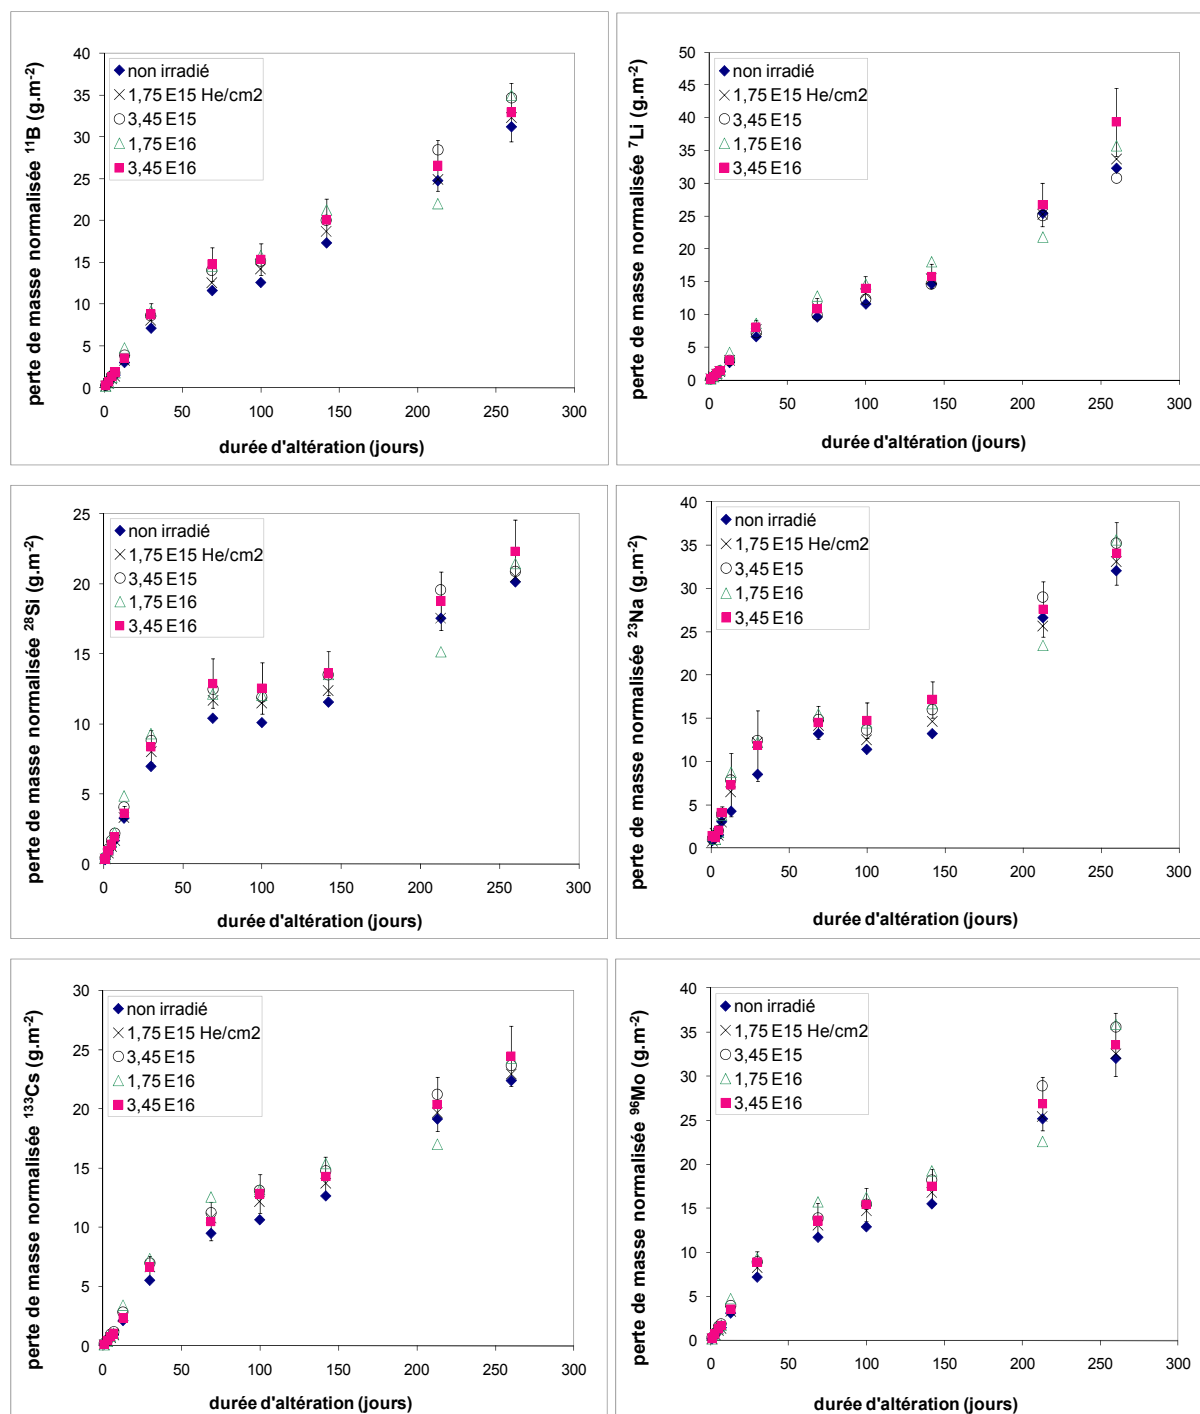 perte de masse normalisée ¹¹B (g.m⁻²)
40
35
30
25
20
15
10
5
0
non irradié
1,75 E15 He/cm2
3,45 E15
1,75 E16
3,45 E16
0 50 100 150 200 250 300
durée d'altération (jours)
perte de masse normalisée ⁷Li (g.m⁻²)
50
45
40
35
30
25
20
15
10
5
0
non irradié
1,75 E15 He/cm2
3,45 E15
1,75 E16
3,45 E16
0 50 100 150 200 250 300
durée d'altération (jours)
perte de masse normalisée ²⁸Si (g.m⁻²)
25
20
15
10
5
0
non irradié
1,75 E15 He/cm2
3,45 E15
1,75 E16
3,45 E16
0 50 100 150 200 250 300
durée d'altération (jours)
perte de masse normalisée ²³Na (g.m⁻²)
40
35
30
25
20
15
10
5
0
non irradié
1,75 E15 He/cm2
3,45 E15
1,75 E16
3,45 E16
0 50 100 150 200 250 300
durée d'altération (jours)
perte de masse normalisée ¹³³Cs (g.m⁻²)
30
25
20
15
10
5
0
non irradié
1,75 E15 He/cm2
3,45 E15
1,75 E16
3,45 E16
0 50 100 150 200 250 300
durée d'altération (jours)
perte de masse normalisée ⁹⁶Mo (g.m⁻²)
40
35
30
25
20
15
10
5
0
non irradié
1,75 E15 He/cm2
3,45 E15
1,75 E16
3,45 E16
0 50 100 150 200 250 300
durée d'altération (jours)